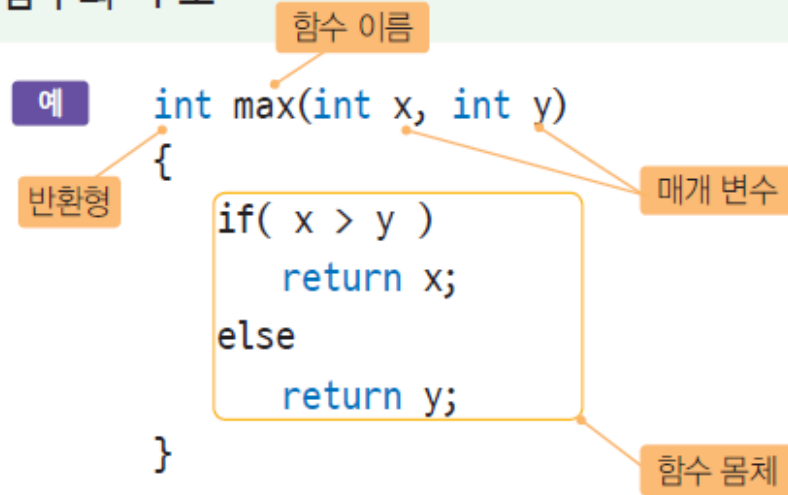 함수 이름
예
int max(int x, int y)
{
반환형
매개 변수
if( x > y )
return x;
else
return y;
}
함수 몸체